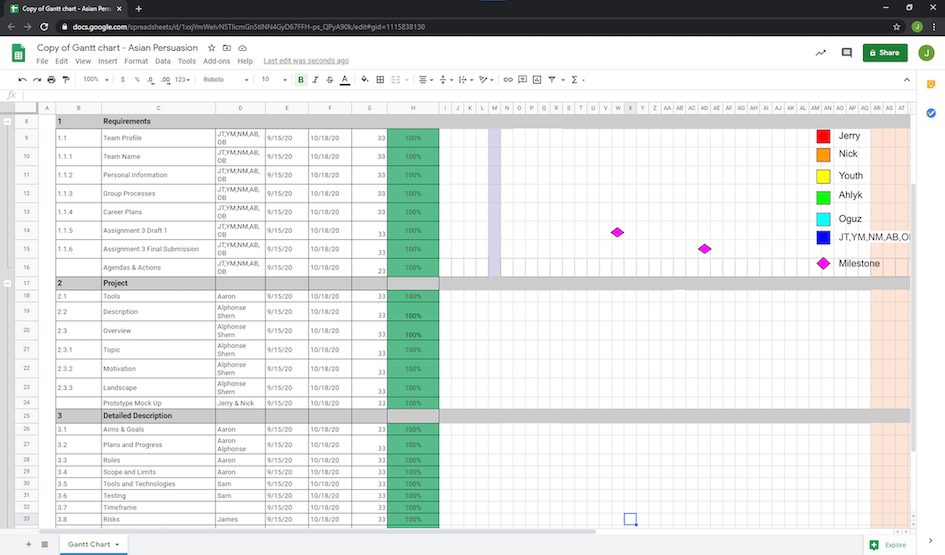 Copy of Gantt chart - Asian Persuasion
docs.google.com/spreadsheets/d/1xxjYmWelvNSTlicmGn5tlNN4GyD67FFH-ps_QPyA90k/edit#gid=1115838130
Copy of Gantt chart - Asian Persuasion
File Edit View Insert Format Data Tools Add-ons Help Last edit was seconds ago
Share
J
100% $ % .0 .00 123 Roboto 10 B I S A
fx
A B C D E F G H I J K L M N O P Q R S T U V W X Y Z AA AB AC AD AE AF AG AH AI AJ AK AL AM AN AO AP AQ AR AS AT
8 1 Requirements
9 1.1 Team Profile JT,YM,NM,AB, OB 9/15/20 10/18/20 33 100%
10 1.1.1 Team Name JT,YM,NM,AB, OB 9/15/20 10/18/20 33 100%
11 1.1.2 Personal Information JT,YM,NM,AB, OB 9/15/20 10/18/20 33 100%
12 1.1.3 Group Processes JT,YM,NM,AB, OB 9/15/20 10/18/20 33 100%
13 1.1.4 Career Plans JT,YM,NM,AB, OB 9/15/20 10/18/20 33 100%
14 1.1.5 Assignment 3 Draft 1 JT,YM,NM,AB, OB 9/15/20 10/18/20 33 100%
15 1.1.6 Assignment 3 Final Submission JT,YM,NM,AB, OB 9/15/20 10/18/20 33 100%
16 Agendas & Actions JT,YM,NM,AB, OB 9/15/20 10/18/20 23 100%
Jerry
Nick
Youth
Ahlyk
Oguz
JT,YM,NM,AB,O
Milestone
17 2 Project
18 2.1 Tools Aaron 9/15/20 10/18/20 33 100%
19 2.2 Description Alphonse Shern 9/15/20 10/18/20 33 100%
20 2.3 Overview Alphonse Shern 9/15/20 10/18/20 33 100%
21 2.3.1 Topic Alphonse Shern 9/15/20 10/18/20 33 100%
22 2.3.2 Motivation Alphonse Shern 9/15/20 10/18/20 33 100%
23 2.3.3 Landscape Alphonse Shern 9/15/20 10/18/20 33 100%
24 Prototype Mock Up Jerry & Nick 9/15/20 10/18/20 33 100%
25 3 Detailed Description
26 3.1 Aims & Goals Aaron 9/15/20 10/18/20 33 100%
27 3.2 Plans and Progress Aaron Alphonse 9/15/20 10/18/20 33 100%
28 3.3 Roles Aaron 9/15/20 10/18/20 33 100%
29 3.4 Scope and Limits Aaron 9/15/20 10/18/20 33 100%
30 3.5 Tools and Technologies Sam 9/15/20 10/18/20 33 100%
31 3.6 Testing Sam 9/15/20 10/18/20 33 100%
32 3.7 Timeframe 9/15/20 10/18/20 33 100%
33 3.8 Risks James 9/15/20 10/18/20 33 100%
Gantt Chart
Explore